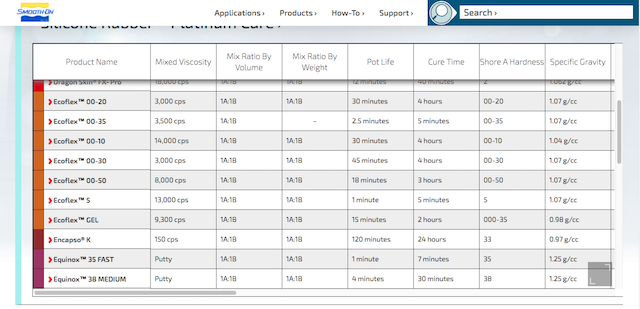 SMOOTH-ON
Applications › Products › How-To › Support › Search ›
Silicone Rubber - Platinum Cure ›
Product Name Mixed Viscosity Mix Ratio By Volume Mix Ratio By Weight Pot Life Cure Time Shore A Hardness Specific Gravity
Dragon Skin® FX-Pro 18,000 cps 1A:1B 1A:1B 12 minutes 40 minutes 2 1.062 g/cc
Ecoflex™ 00-20 3,000 cps 1A:1B 1A:1B 30 minutes 4 hours 00-20 1.07 g/cc
Ecoflex™ 00-35 3,500 cps 1A:1B – 2.5 minutes 5 minutes 00-35 1.07 g/cc
Ecoflex™ 00-10 14,000 cps 1A:1B 1A:1B 30 minutes 4 hours 00-10 1.04 g/cc
Ecoflex™ 00-30 3,000 cps 1A:1B 1A:1B 45 minutes 4 hours 00-30 1.07 g/cc
Ecoflex™ 00-50 8,000 cps 1A:1B 1A:1B 18 minutes 3 hours 00-50 1.07 g/cc
Ecoflex™ 5 13,000 cps 1A:1B 1A:1B 1 minute 5 minutes 5 1.07 g/cc
Ecoflex™ GEL 9,300 cps 1A:1B 1A:1B 15 minutes 2 hours 000-35 0.98 g/cc
Encapso® K 150 cps 1A:1B 1A:1B 120 minutes 24 hours 33 0.97 g/cc
Equinox™ 35 FAST Putty 1A:1B 1A:1B 1 minute 7 minutes 35 1.25 g/cc
Equinox™ 38 MEDIUM Putty 1A:1B 1A:1B 4 minutes 30 minutes 38 1.25 g/cc